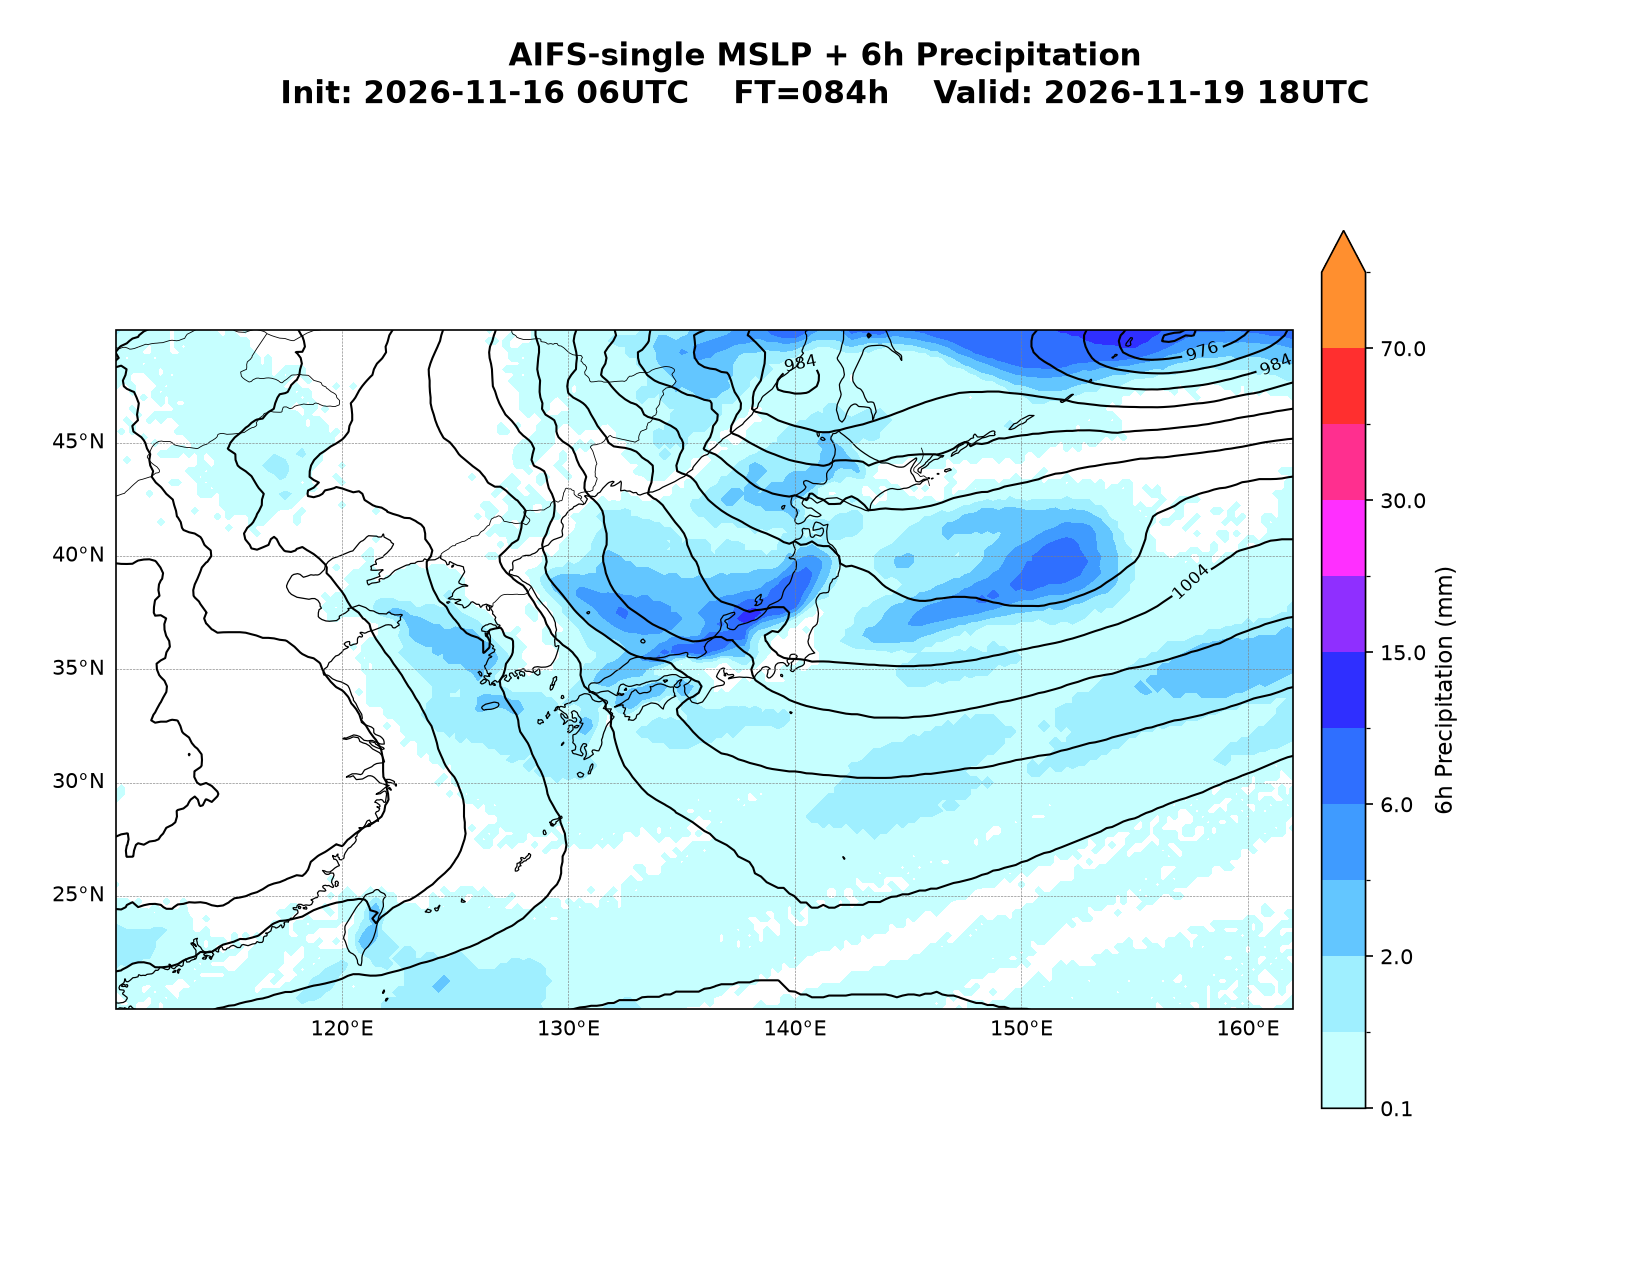 AIFS-single MSLP + 6h Precipitation
Init: 2026-11-16 06UTC    FT=084h    Valid: 2026-11-19 18UTC
984
976
984
1004
45°N
40°N
35°N
30°N
25°N
120°E
130°E
140°E
150°E
160°E
70.0
30.0
15.0
6.0
2.0
0.1
6h Precipitation (mm)